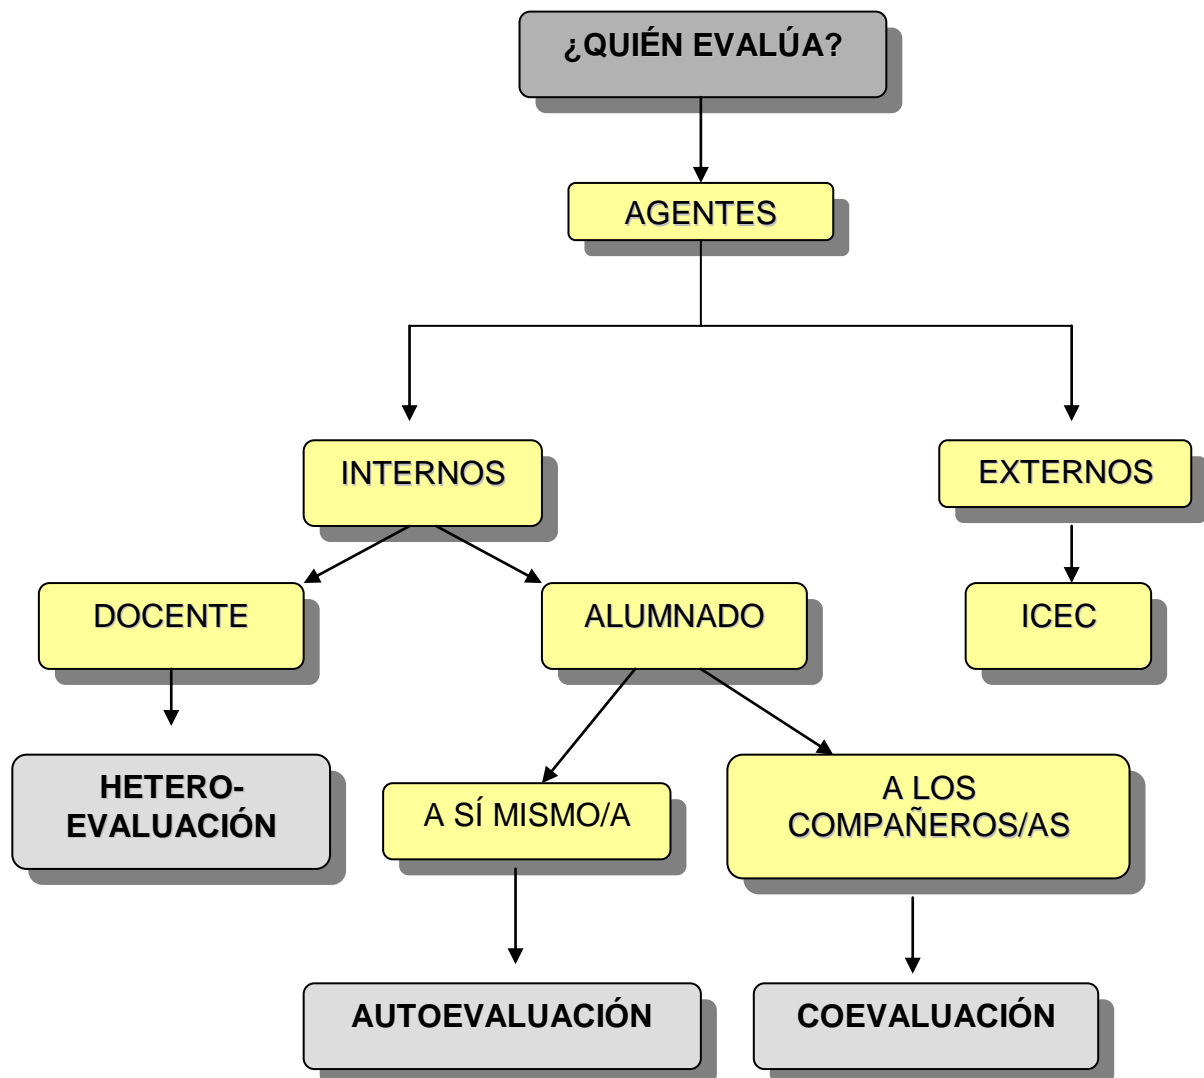 ¿QUIÉN EVALÚA?
AGENTES
INTERNOS
EXTERNOS
DOCENTE
ALUMNADO
ICEC
HETERO-
EVALUACIÓN
A SÍ MISMO/A
A LOS
COMPAÑEROS/AS
AUTOEVALUACIÓN
COEVALUACIÓN